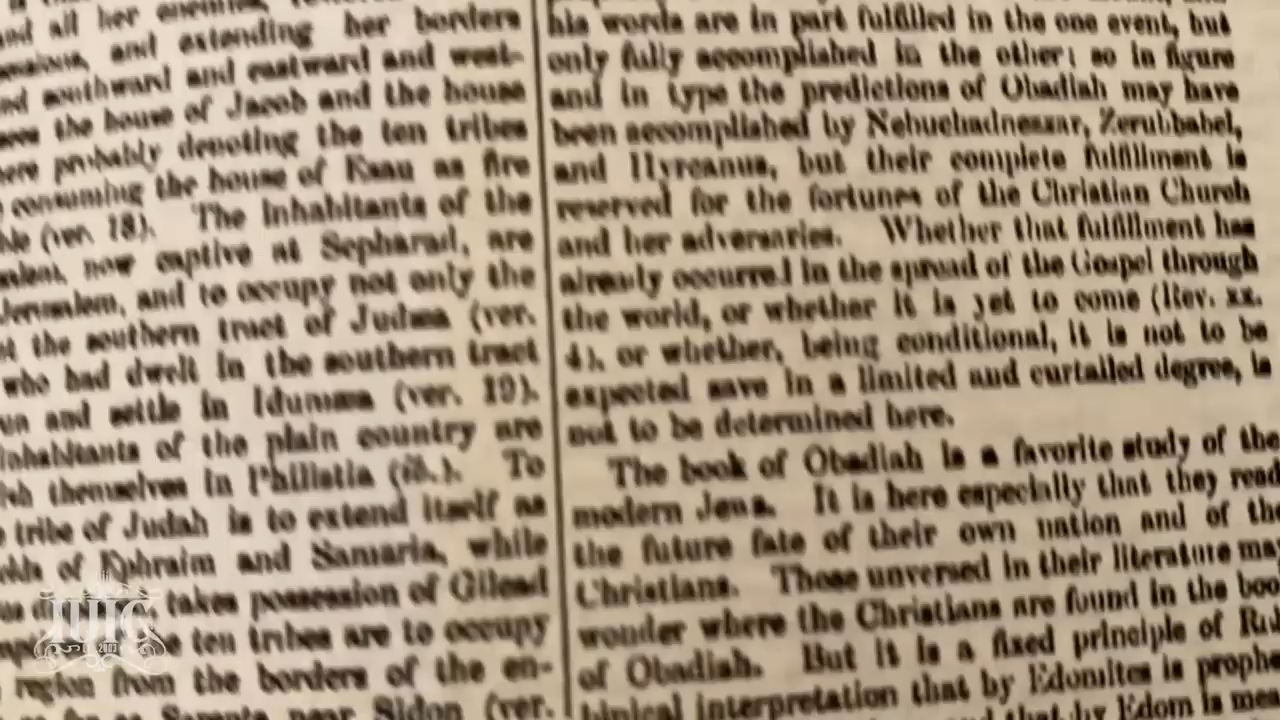 and all her enemies,
and extending her borders
southward and eastward and west-
the house of Jacob and the house
probably denoting the ten tribes
consuming the house of Esau as fire
(ver. 18). The inhabitants of the
now captive at Sepharad, are
Jerusalem, and to occupy not only the
the southern tract of Judæa (ver.
who had dwelt in the southern tract
and settle in Idumæa (ver. 19).
inhabitants of the plain country are
themselves in Philistia (ib.). To
tribe of Judah is to extend itself as
of Ephraim and Samaria, while
takes possession of Gilead
ten tribes are to occupy
region from the borders of the en-
Sarepta near Sidon (ver.
his words are in part fulfilled in the one event, but
only fully accomplished in the other: so in figure
and in type the predictions of Obadiah may have
been accomplished by Nebuchadnezzar, Zerubbabel,
and Hyrcanus, but their complete fulfillment is
reserved for the fortunes of the Christian Church
and her adversaries. Whether that fulfillment has
already occurred in the spread of the Gospel through
the world, or whether it is yet to come (Rev. xx.
4), or whether, being conditional, it is not to be
expected save in a limited and curtailed degree, is
not to be determined here.
The book of Obadiah is a favorite study of the
modern Jews. It is here especially that they read
the future fate of their own nation and of the
Christians. Those unversed in their literature may
wonder where the Christians are found in the book
of Obadiah. But it is a fixed principle of
interpretation that by Edomites is
that by Edom is
IUIC
2003